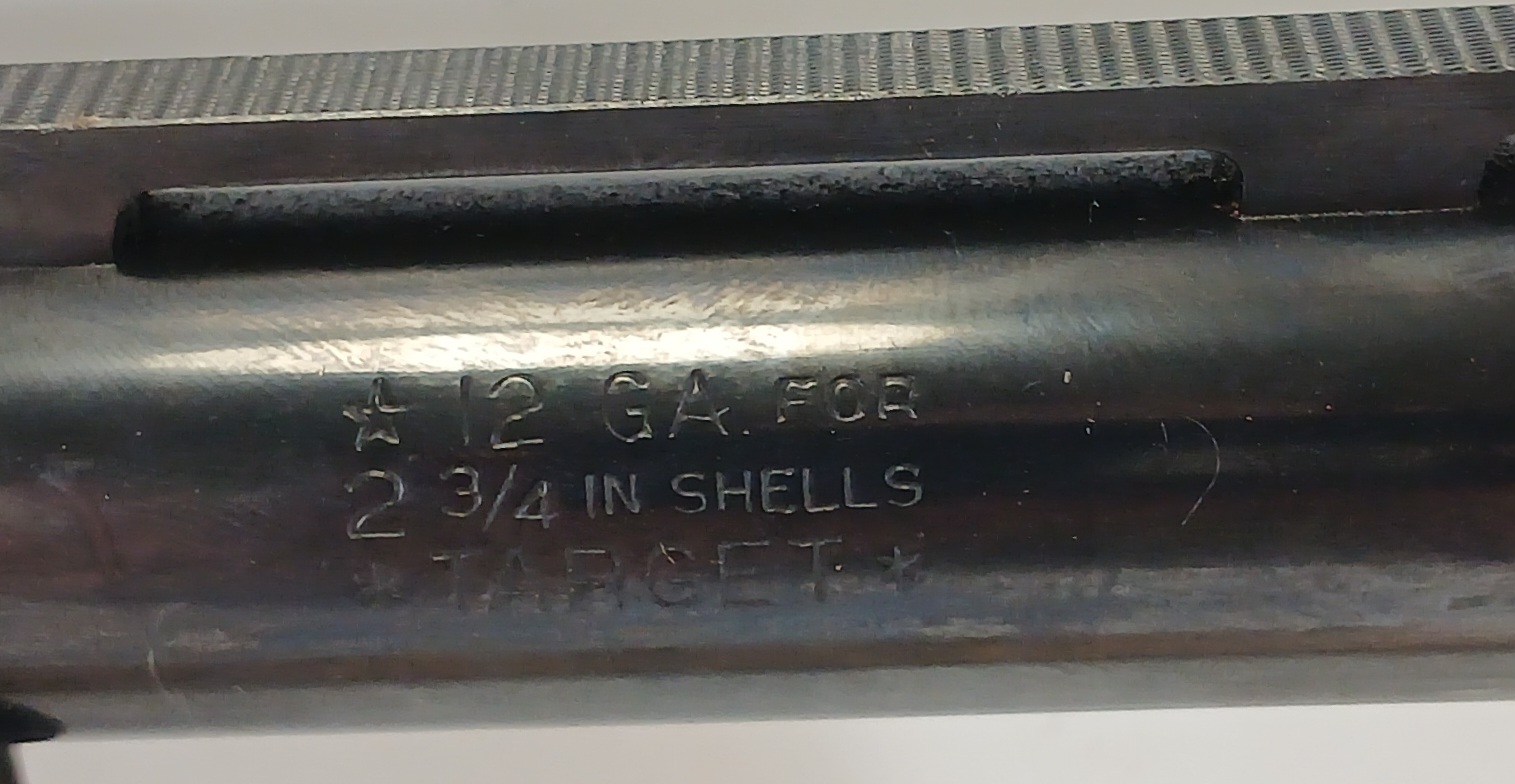 ☆ 12 GA. FOR
2 3/4 IN SHELLS
* TARGET *